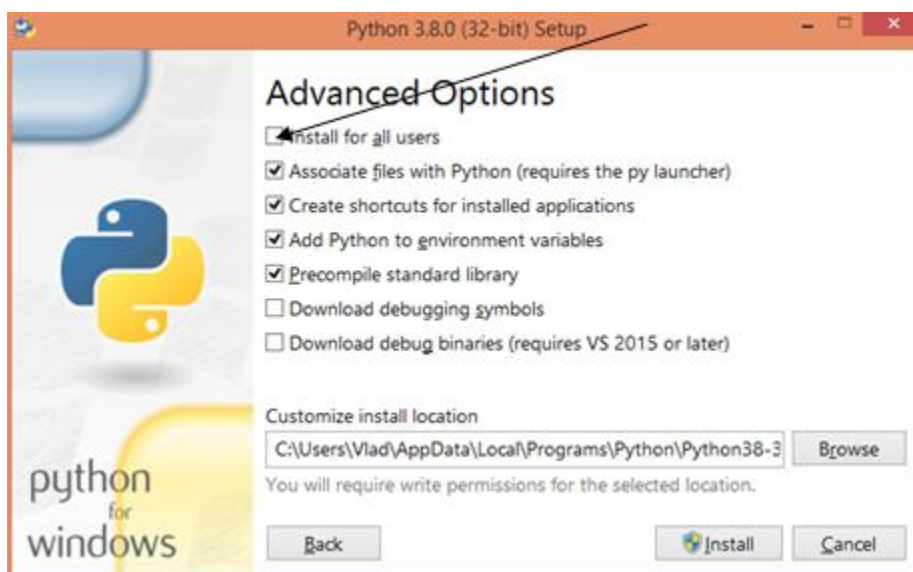 Python 3.8.0 (32-bit) Setup
Advanced Options
Install for all users
Associate files with Python (requires the py launcher)
Create shortcuts for installed applications
Add Python to environment variables
Precompile standard library
Download debugging symbols
Download debug binaries (requires VS 2015 or later)
Customize install location
C:\Users\Vlad\AppData\Local\Programs\Python\Python38-3
Browse
You will require write permissions for the selected location.
python
for
windows
Back
Install
Cancel